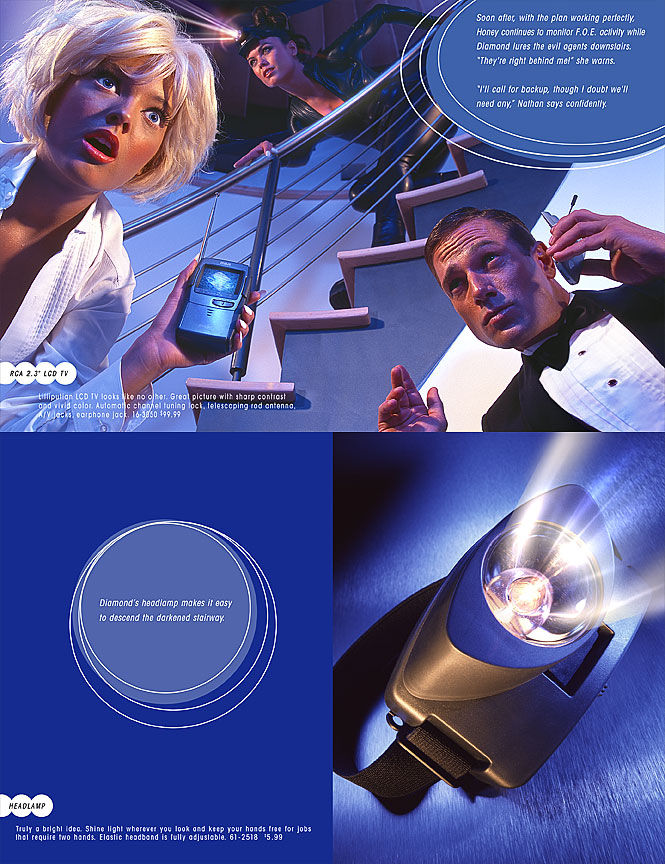 Soon after, with the plan working perfectly,
Honey continues to monitor F.O.E. activity while
Diamond lures the evil agents downstairs.
"They're right behind me!" she warns.
"I'll call for backup, though I doubt we'll
need any," Nathan says confidently.
RCA 2.3" LCD TV
Lilliputian LCD TV looks like no other. Great picture with sharp contrast
and vivid color. Automatic channel tuning lock, telescoping rod antenna,
A/V jacks, earphone jack. 16-3050 $99.99
Diamond's headlamp makes it easy
to descend the darkened stairway.
HEADLAMP
Truly a bright idea. Shine light wherever you look and keep your hands free for jobs
that require two hands. Elastic headband is fully adjustable. 61-2518 $5.99